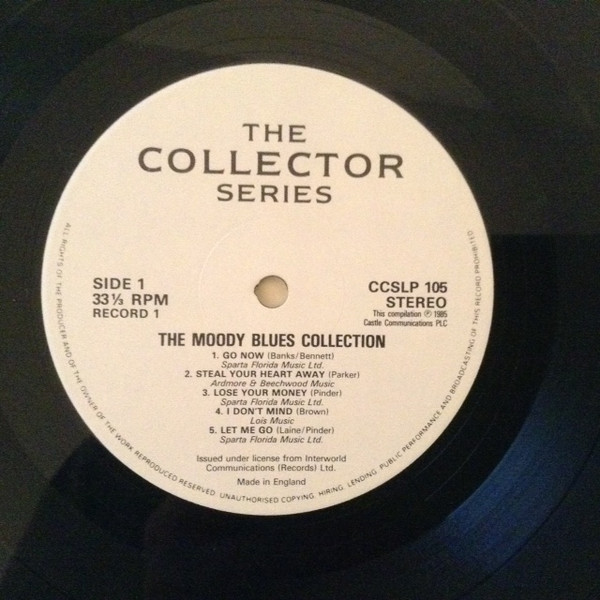 THE
COLLECTOR
SERIES
SIDE 1
33⅓ RPM
RECORD 1
CCSLP 105
STEREO
This compilation ℗ 1985
Castle Communications PLC
THE MOODY BLUES COLLECTION
1. GO NOW (Banks/Bennett)
Sparta Florida Music Ltd.
2. STEAL YOUR HEART AWAY (Parker)
Ardmore & Beechwood Music
3. LOSE YOUR MONEY (Pinder)
Sparta Florida Music Ltd.
4. I DON'T MIND (Brown)
Lois Music
5. LET ME GO (Laine/Pinder)
Sparta Florida Music Ltd.
Issued under license from Interworld
Communications (Records) Ltd.
Made in England
ALL RIGHTS OF THE PRODUCER AND OF THE OWNER OF THE WORK REPRODUCED RESERVED. UNAUTHORISED COPYING, HIRING, LENDING, PUBLIC PERFORMANCE AND BROADCASTING OF THIS RECORD PROHIBITED